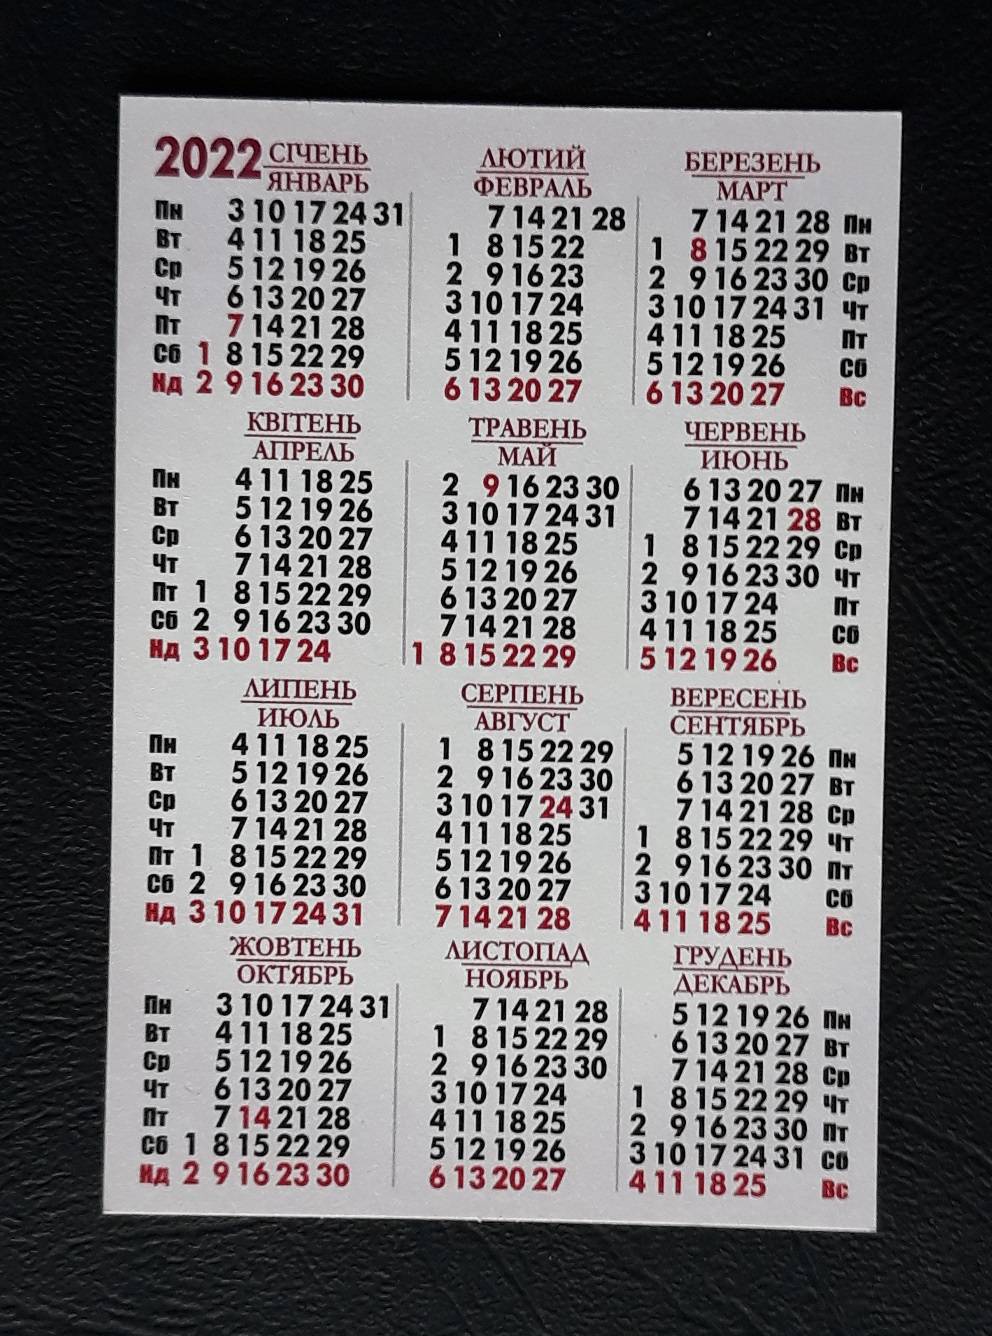 2022 СІЧЕНЬ ЛЮТИЙ БЕРЕЗЕНЬ
ЯНВАРЬ ФЕВРАЛЬ МАРТ
Пн 3 10 17 24 31 7 14 21 28 7 14 21 28 Пн
Вт 4 11 18 25 1 8 15 22 1 8 15 22 29 Вт
Ср 5 12 19 26 2 9 16 23 2 9 16 23 30 Ср
Чт 6 13 20 27 3 10 17 24 3 10 17 24 31 Чт
Пт 7 14 21 28 4 11 18 25 4 11 18 25 Пт
Сб 1 8 15 22 29 5 12 19 26 5 12 19 26 Сб
Нд 2 9 16 23 30 6 13 20 27 6 13 20 27 Вс
КВІТЕНЬ ТРАВЕНЬ ЧЕРВЕНЬ
АПРЕЛЬ МАЙ ИЮНЬ
Пн 4 11 18 25 2 9 16 23 30 6 13 20 27 Пн
Вт 5 12 19 26 3 10 17 24 31 7 14 21 28 Вт
Ср 6 13 20 27 4 11 18 25 1 8 15 22 29 Ср
Чт 7 14 21 28 5 12 19 26 2 9 16 23 30 Чт
Пт 1 8 15 22 29 6 13 20 27 3 10 17 24 Пт
Сб 2 9 16 23 30 7 14 21 28 4 11 18 25 Сб
Нд 3 10 17 24 1 8 15 22 29 5 12 19 26 Вс
ЛИПЕНЬ СЕРПЕНЬ ВЕРЕСЕНЬ
ИЮЛЬ АВГУСТ СЕНТЯБРЬ
Пн 4 11 18 25 1 8 15 22 29 5 12 19 26 Пн
Вт 5 12 19 26 2 9 16 23 30 6 13 20 27 Вт
Ср 6 13 20 27 3 10 17 24 31 7 14 21 28 Ср
Чт 7 14 21 28 4 11 18 25 1 8 15 22 29 Чт
Пт 1 8 15 22 29 5 12 19 26 2 9 16 23 30 Пт
Сб 2 9 16 23 30 6 13 20 27 3 10 17 24 Сб
Нд 3 10 17 24 31 7 14 21 28 4 11 18 25 Вс
ЖОВТЕНЬ ЛИСТОПАД ГРУДЕНЬ
ОКТЯБРЬ НОЯБРЬ ДЕКАБРЬ
Пн 3 10 17 24 31 7 14 21 28 5 12 19 26 Пн
Вт 4 11 18 25 1 8 15 22 29 6 13 20 27 Вт
Ср 5 12 19 26 2 9 16 23 30 7 14 21 28 Ср
Чт 6 13 20 27 3 10 17 24 1 8 15 22 29 Чт
Пт 7 14 21 28 4 11 18 25 2 9 16 23 30 Пт
Сб 1 8 15 22 29 5 12 19 26 3 10 17 24 31 Сб
Нд 2 9 16 23 30 6 13 20 27 4 11 18 25 Вс